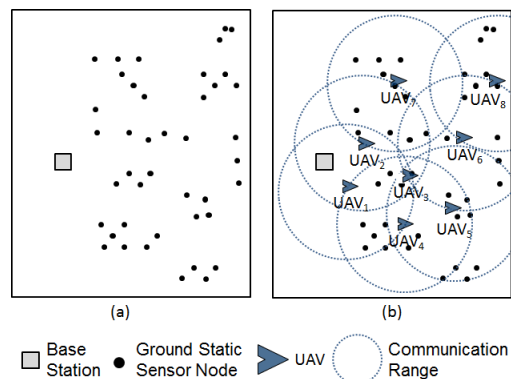 UAV7
UAV8
UAV2
UAV6
UAV3
UAV1
UAV4
UAV5
(a)
(b)
Base Station
Ground Static Sensor Node
UAV
Communication Range